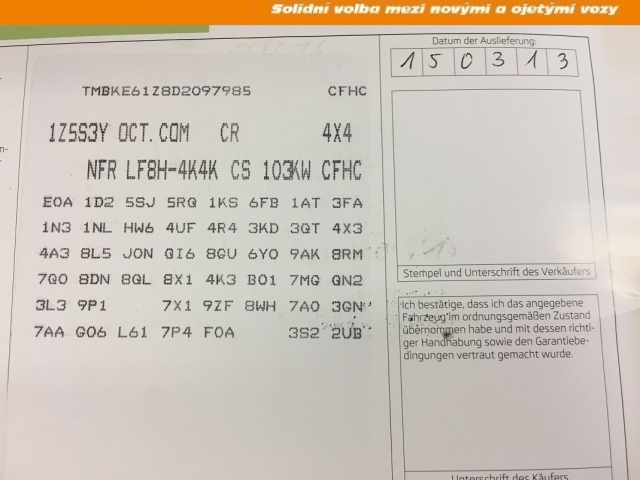 Solidní volba mezi novými a ojetými vozy
TMBKE61Z8D2097985 CFHC
1Z5S3Y OCT.COM CR 4X4
NFR LF8H-4K4K CS 103KW CFHC
E0A 1D2 5SJ 5RQ 1KS 6FB 1AT 3FA
1N3 1NL HW6 4UF 4R4 3KD 3QT 4X3
4A3 8L5 J0N QI6 8GU 6Y0 9AK 8RM
7Q0 8DN 8QL 8X1 4K3 B01 7MG QN2
3L3 9P1 7X1 9ZF 8WH 7A0 3GN
7AA G06 L61 7P4 F0A 3S2 2UB
Datum der Auslieferung:
1 5 0 3 1 3
Stempel und Unterschrift des Verkäufers
Ich bestätige, dass ich das angegebene
Fahrzeug im ordnungsgemäßen Zustand
übernommen habe und mit dessen richti-
ger Handhabung sowie den Garantiebe-
dingungen vertraut gemacht wurde.
Unterschrift des Käufers